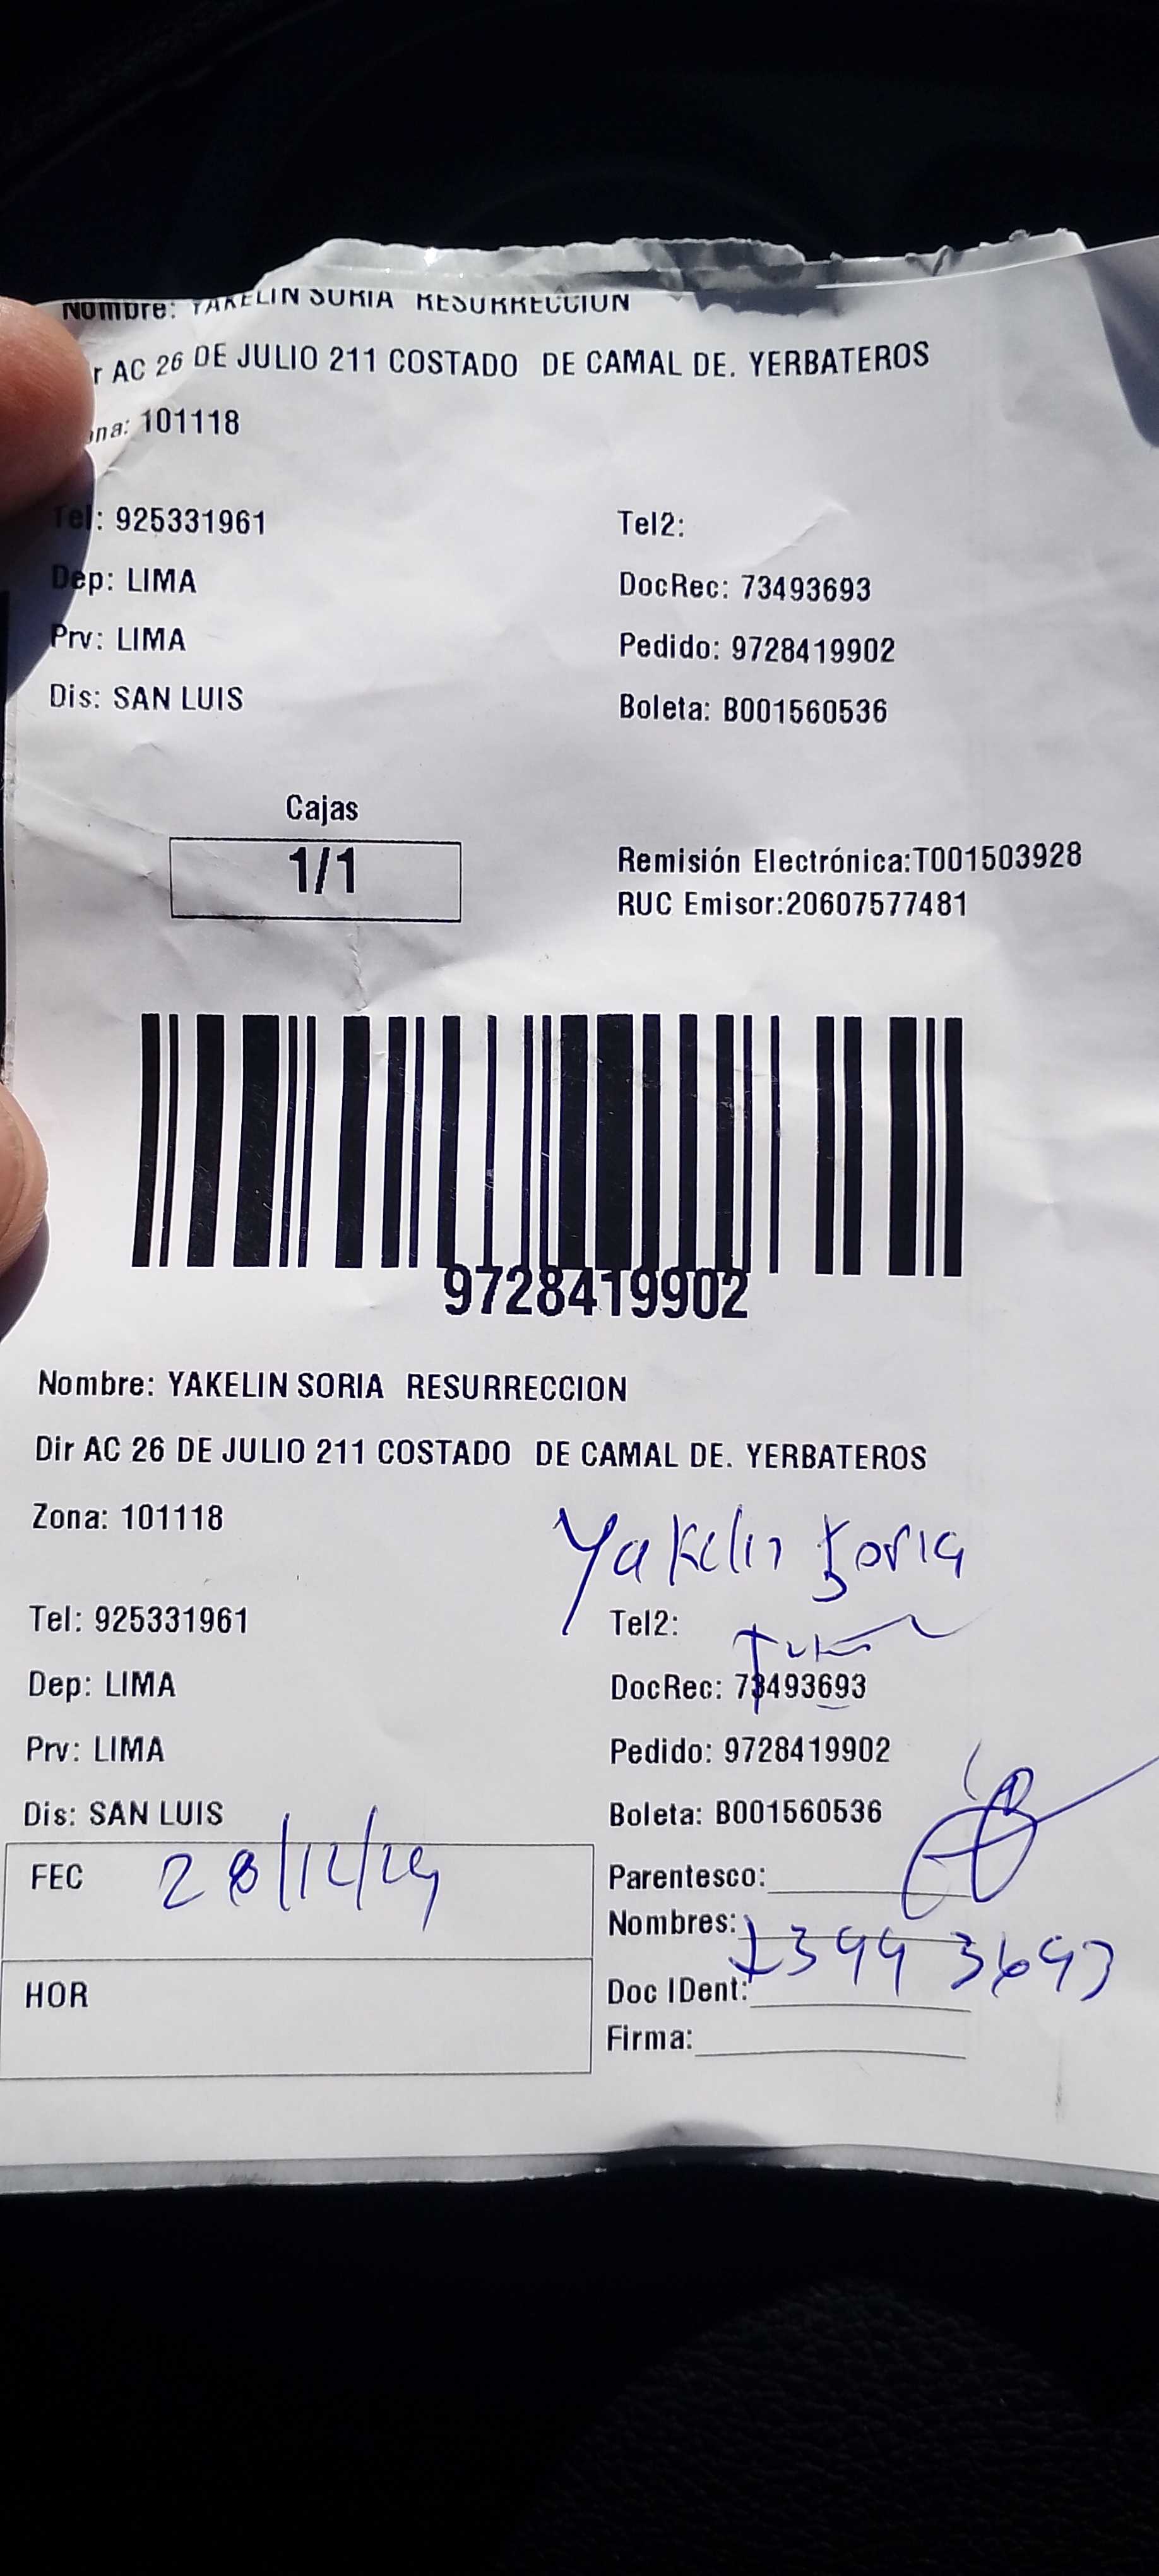 Nombre: YAKELIN SORIA RESURRECCION
r AC 26 DE JULIO 211 COSTADO DE CAMAL DE. YERBATEROS
ona: 101118
Tel: 925331961 Tel2:
Dep: LIMA DocRec: 73493693
Prv: LIMA Pedido: 9728419902
Dis: SAN LUIS Boleta: B001560536
Cajas
1/1
Remisión Electrónica:T001503928
RUC Emisor:20607577481
9728419902
Nombre: YAKELIN SORIA RESURRECCION
Dir AC 26 DE JULIO 211 COSTADO DE CAMAL DE. YERBATEROS
Zona: 101118
Yakelin Soria
Tel: 925331961 Tel2:
Dep: LIMA DocRec: 73493693
Prv: LIMA Pedido: 9728419902
Dis: SAN LUIS Boleta: B001560536
FEC
Parentesco:
Nombres:
HOR
Doc IDent:
Firma: